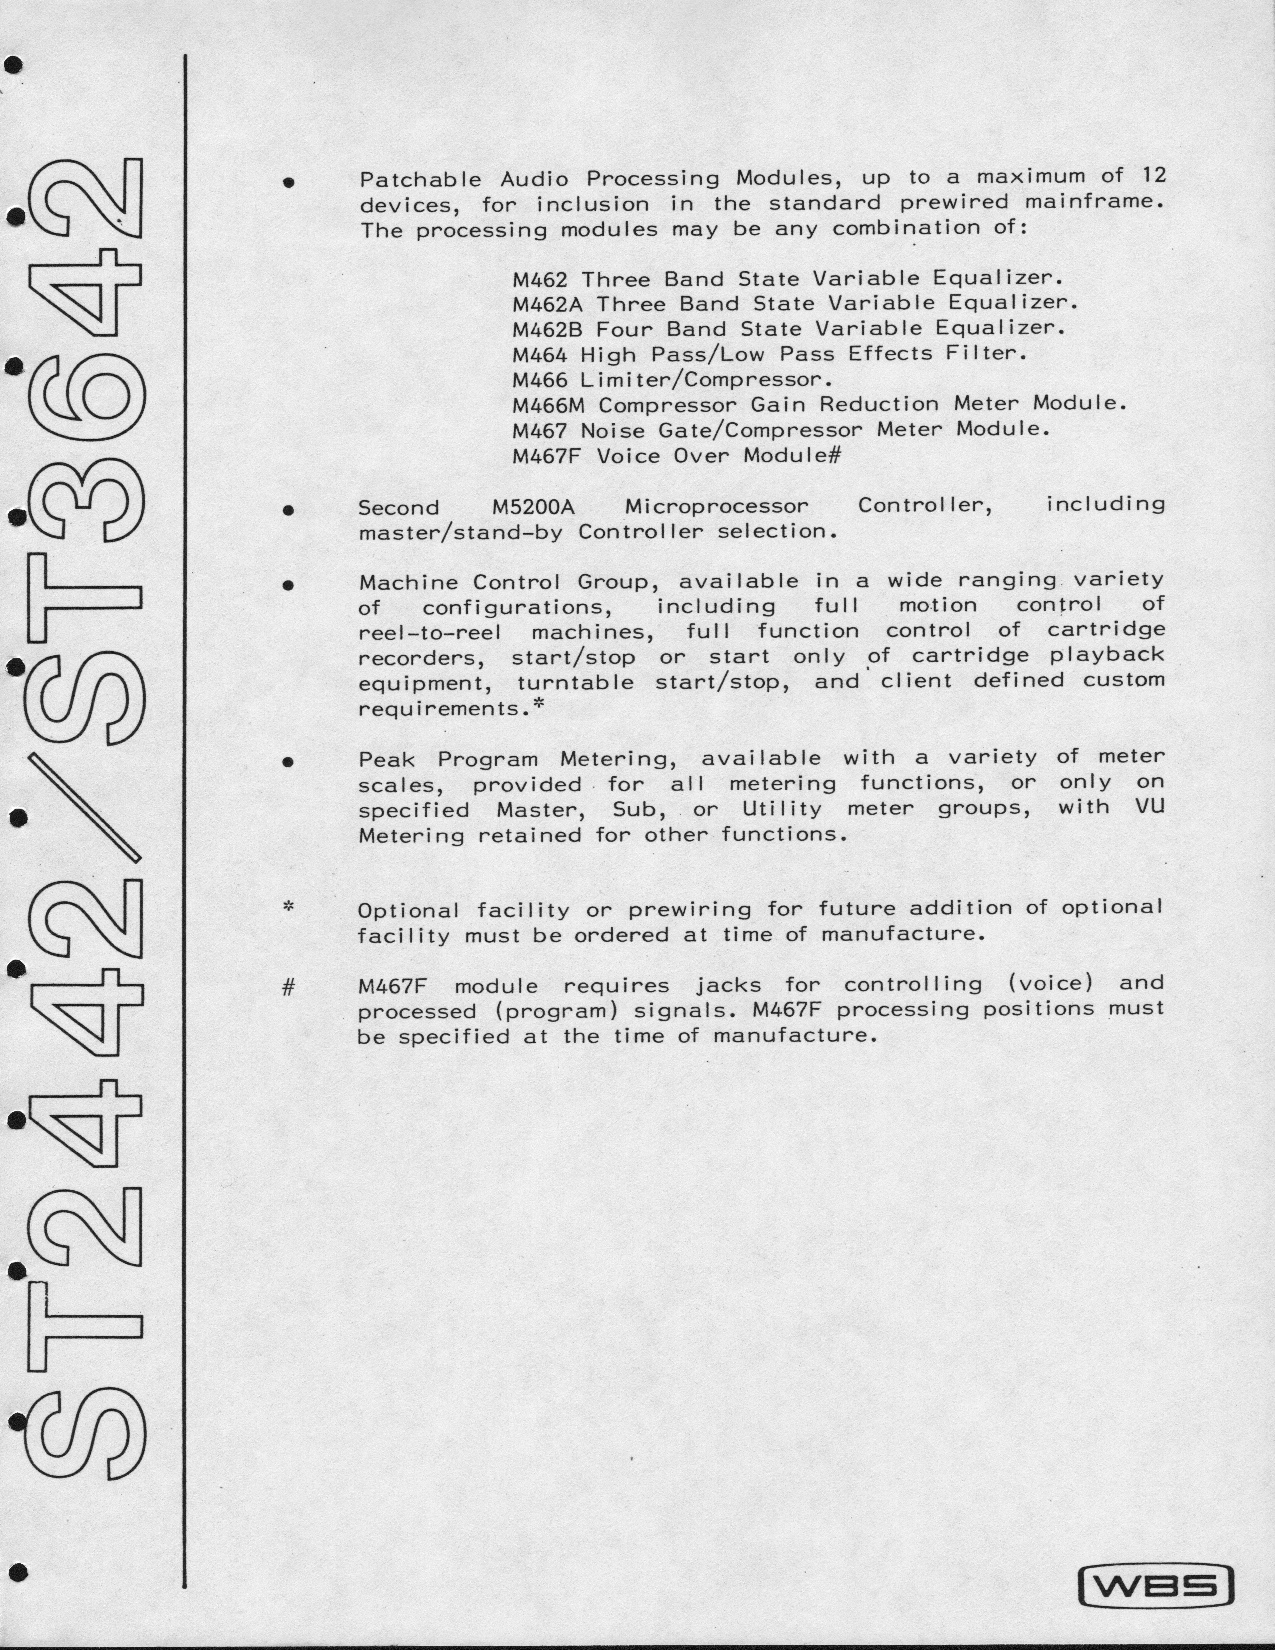 ST2442/ST3642
• Patchable Audio Processing Modules, up to a maximum of 12
devices, for inclusion in the standard prewired mainframe.
The processing modules may be any combination of:
M462 Three Band State Variable Equalizer.
M462A Three Band State Variable Equalizer.
M462B Four Band State Variable Equalizer.
M464 High Pass/Low Pass Effects Filter.
M466 Limiter/Compressor.
M466M Compressor Gain Reduction Meter Module.
M467 Noise Gate/Compressor Meter Module.
M467F Voice Over Module#
• Second M5200A Microprocessor Controller, including
master/stand-by Controller selection.
• Machine Control Group, available in a wide ranging variety
of configurations, including full motion control of
reel-to-reel machines, full function control of cartridge
recorders, start/stop or start only of cartridge playback
equipment, turntable start/stop, and client defined custom
requirements.*
• Peak Program Metering, available with a variety of meter
scales, provided for all metering functions, or only on
specified Master, Sub, or Utility meter groups, with VU
Metering retained for other functions.
* Optional facility or prewiring for future addition of optional
facility must be ordered at time of manufacture.
# M467F module requires jacks for controlling (voice) and
processed (program) signals. M467F processing positions must
be specified at the time of manufacture.
WBS